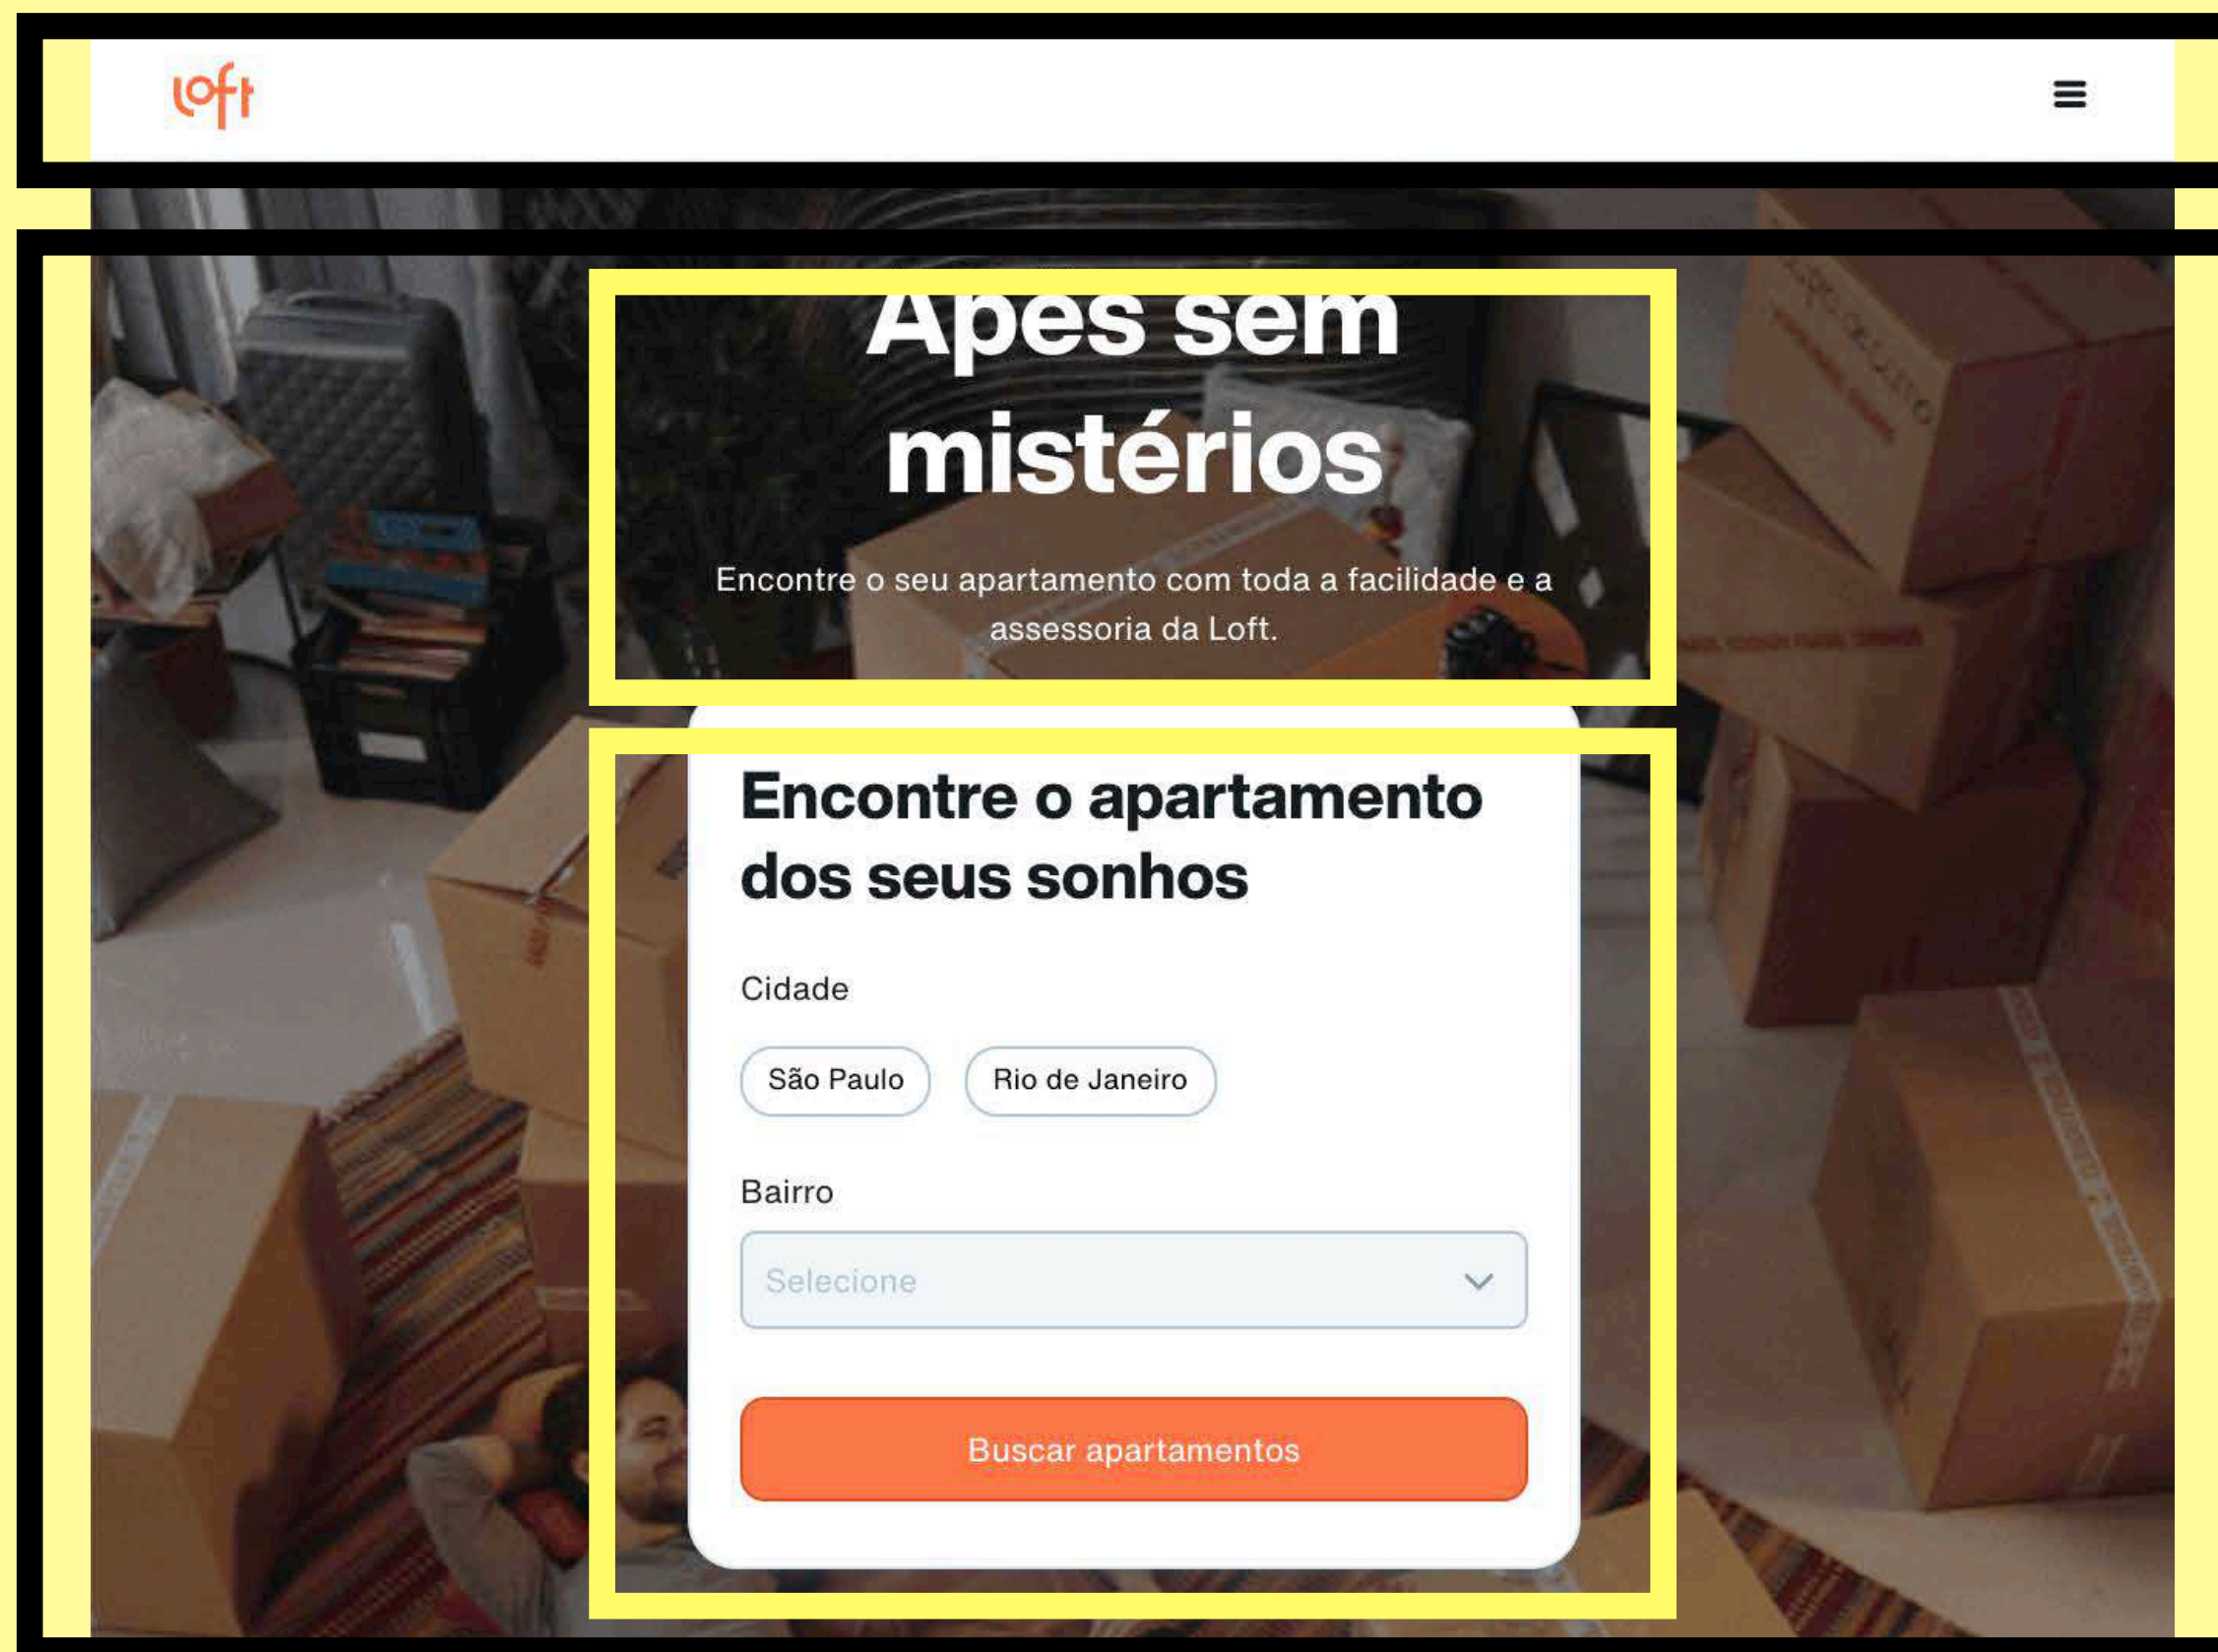 Loft
Apês sem
mistérios
Encontre o seu apartamento com toda a facilidade e a
assessoria da Loft.
Encontre o apartamento
dos seus sonhos
Cidade
São Paulo
Rio de Janeiro
Bairro
Selecione
Buscar apartamentos